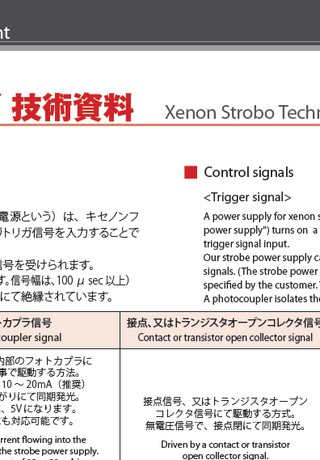 nt
技術資料
Xenon Strobo Techn
■ Control signals
<Trigger signal>
電源という）は、キセノンフ
リトリガ信号を入力することで
A power supply for xenon s
power supply") turns on a
trigger signal input.
信号を受けられます。
す。信号幅は、100 μ sec 以上）
にて絶縁されています。
Our strobe power supply ca
signals. (The strobe power
specified by the customer.
A photocoupler isolates the
トカプラ信号
coupler signal
接点、又はトランジスタオープンコレクタ信号
Contact or transistor open collector signal
内部のフォトカプラに
事で駆動する方法。
10 ～ 20mA（推奨）
がりにて同期発光。
、5Vになります。
も対応可能です。
rrent flowing into the
the strobe power supply.
接点信号、又はトランジスタオープン
コレクタ信号にて駆動する方式。
無電圧信号で、接点閉にて同期発光。
Driven by a contact or transistor
open collector signal.